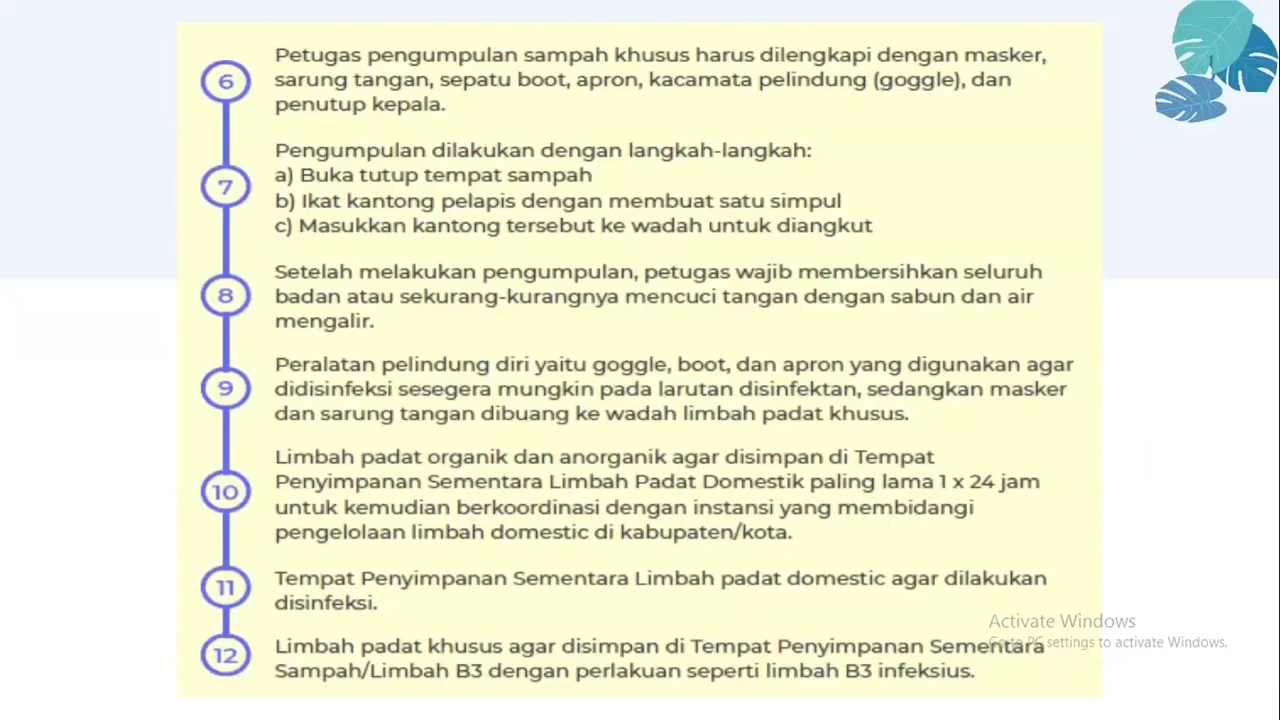 6
Petugas pengumpulan sampah khusus harus dilengkapi dengan masker,
sarung tangan, sepatu boot, apron, kacamata pelindung (goggle), dan
penutup kepala.
7
Pengumpulan dilakukan dengan langkah-langkah:
a) Buka tutup tempat sampah
b) Ikat kantong pelapis dengan membuat satu simpul
c) Masukkan kantong tersebut ke wadah untuk diangkut
8
Setelah melakukan pengumpulan, petugas wajib membersihkan seluruh
badan atau sekurang-kurangnya mencuci tangan dengan sabun dan air
mengalir.
9
Peralatan pelindung diri yaitu goggle, boot, dan apron yang digunakan agar
didisinfeksi sesegera mungkin pada larutan disinfektan, sedangkan masker
dan sarung tangan dibuang ke wadah limbah padat khusus.
10
Limbah padat organik dan anorganik agar disimpan di Tempat
Penyimpanan Sementara Limbah Padat Domestik paling lama 1 x 24 jam
untuk kemudian berkoordinasi dengan instansi yang membidangi
pengelolaan limbah domestic di kabupaten/kota.
11
Tempat Penyimpanan Sementara Limbah padat domestic agar dilakukan
disinfeksi.
12
Limbah padat khusus agar disimpan di Tempat Penyimpanan Sementara
Sampah/Limbah B3 dengan perlakuan seperti limbah B3 infeksius.
Activate Windows
Go to PC settings to activate Windows.